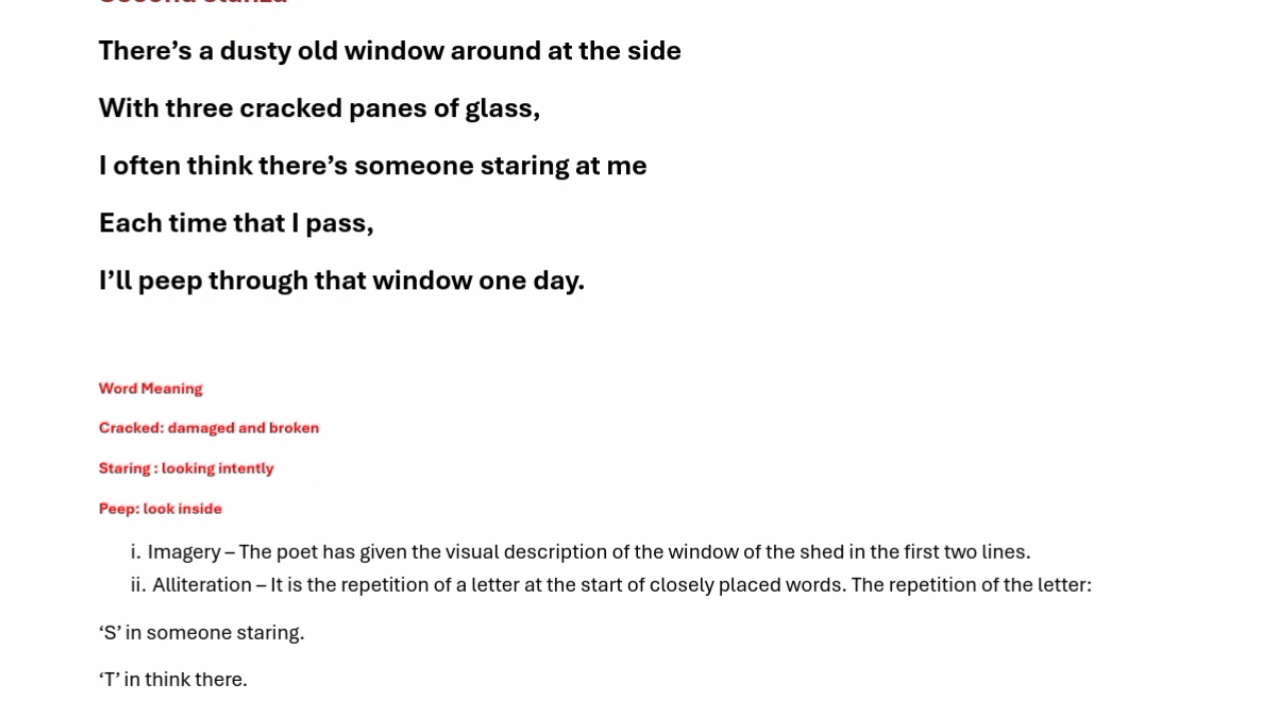 Second stanza
There’s a dusty old window around at the side
With three cracked panes of glass,
I often think there’s someone staring at me
Each time that I pass,
I’ll peep through that window one day.
Word Meaning
Cracked: damaged and broken
Staring : looking intently
Peep: look inside
i. Imagery – The poet has given the visual description of the window of the shed in the first two lines.
ii. Alliteration – It is the repetition of a letter at the start of closely placed words. The repetition of the letter:
‘S’ in someone staring.
‘T’ in think there.